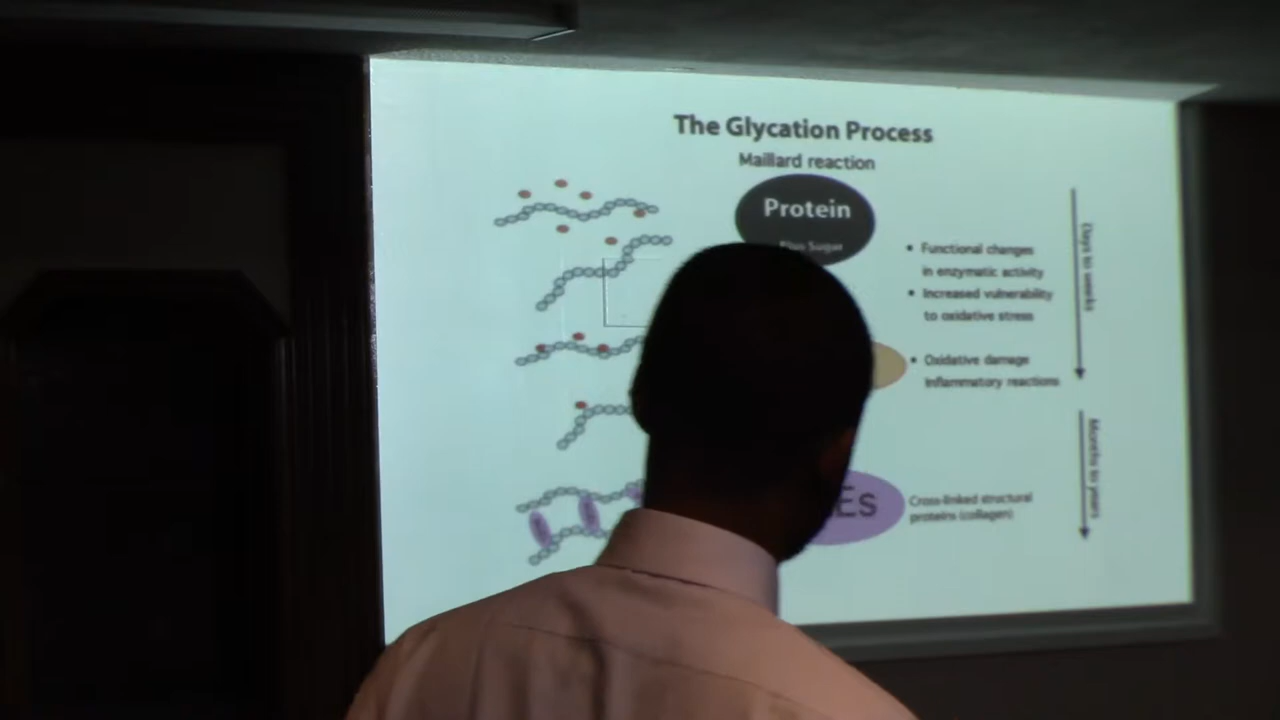 The Glycation Process
Maillard reaction
Protein
Plus Sugar
• Functional changes
in enzymatic activity
• Increased vulnerability
to oxidative stress
Days to weeks
• Oxidative damage
Inflammatory reactions
Months to years
Es
Cross-linked structural
proteins (collagen)